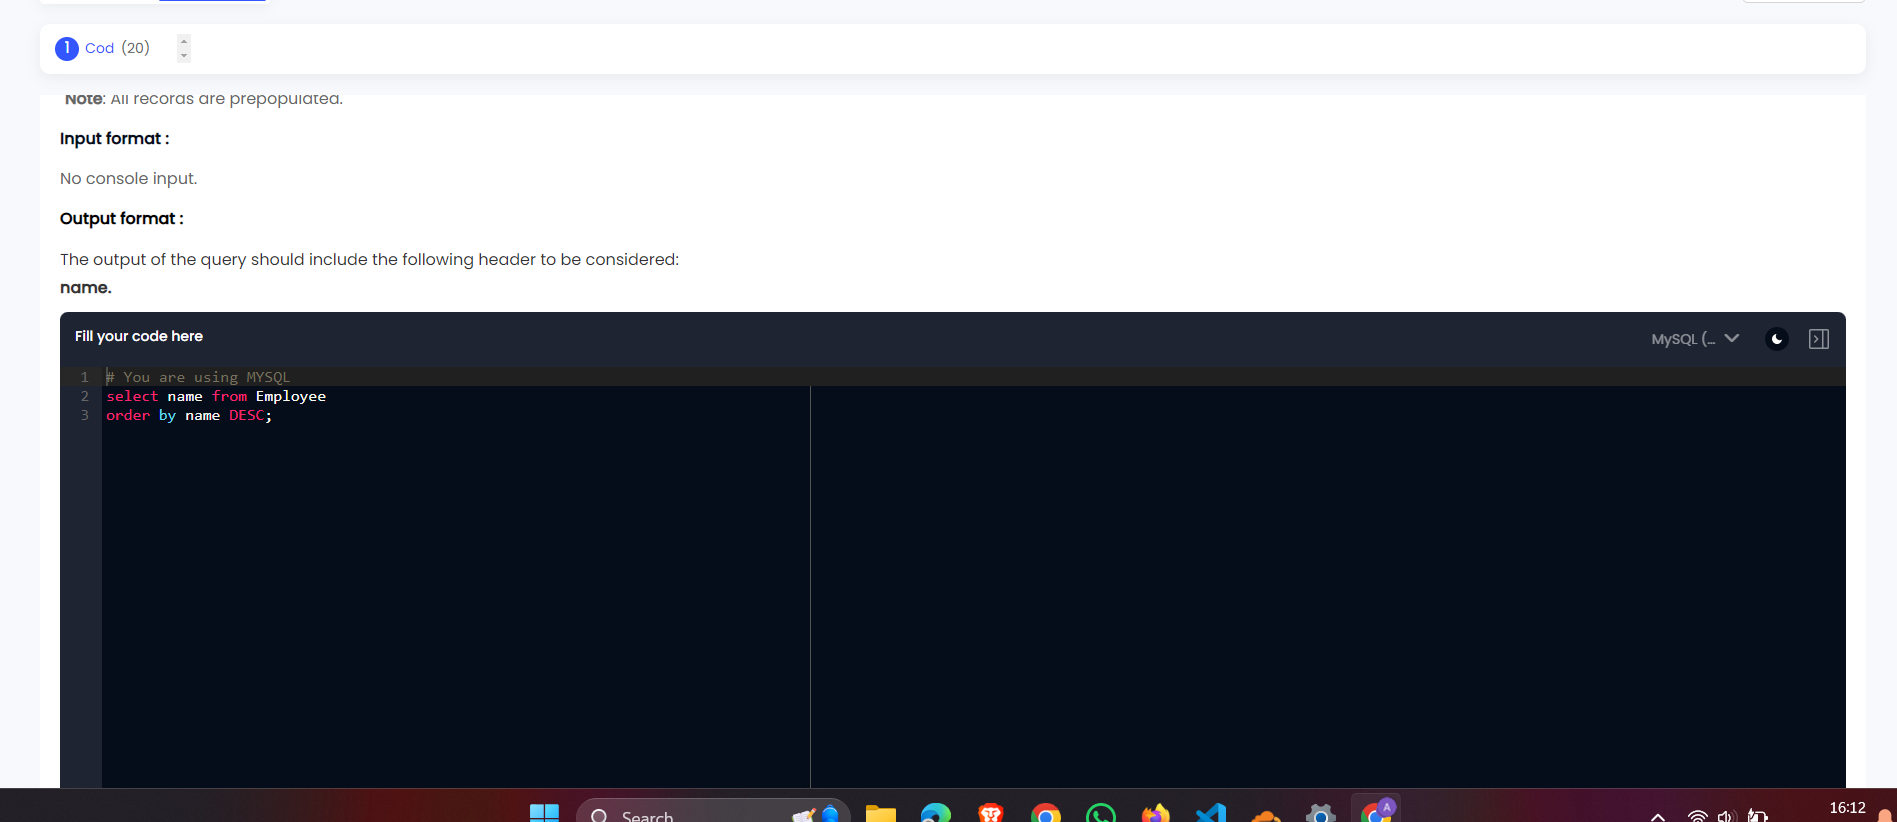 1 Cod (20)
Note: All records are prepopulated.
Input format :
No console input.
Output format :
The output of the query should include the following header to be considered:
name.
Fill your code here
MySQL (...
1 # You are using MYSQL
2 select name from Employee
3 order by name DESC;
Search
A
16:12